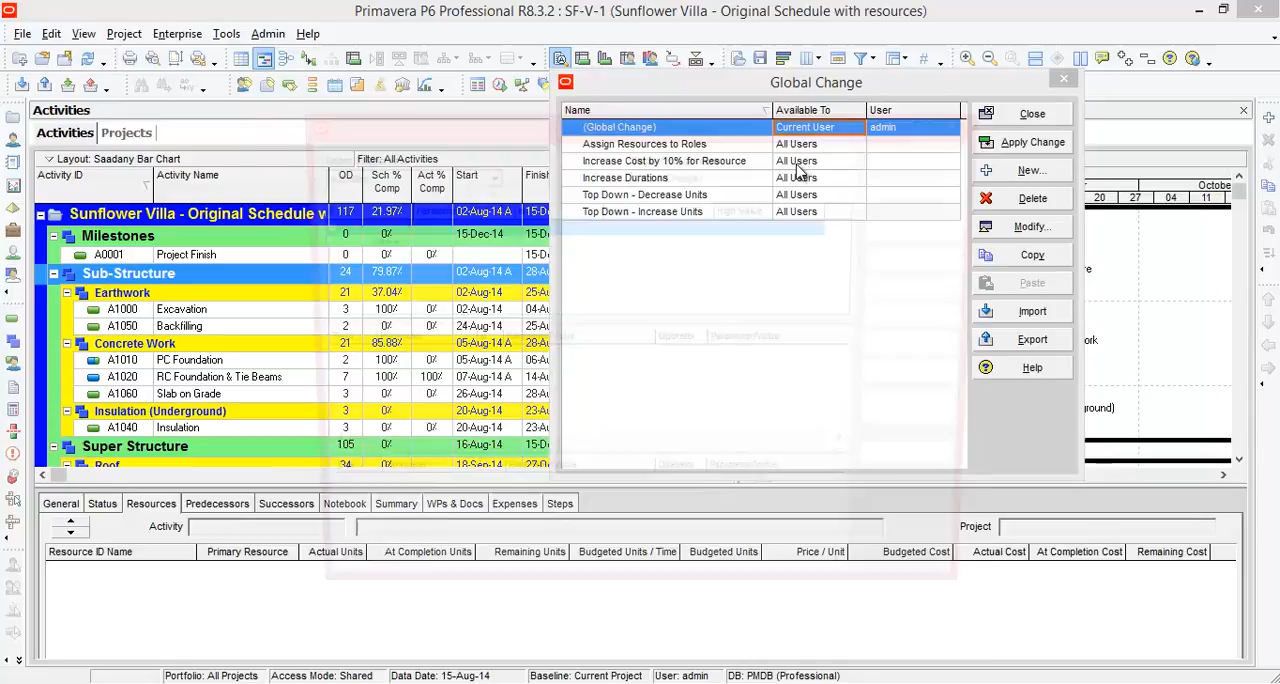 Primavera P6 Professional R8.3.2 : SF-V-1 (Sunflower Villa - Original Schedule with resources)
File Edit View Project Enterprise Tools Admin Help
Activities
Activities Projects
Layout: Saadany Bar Chart Filter: All Activities
Activity ID Activity Name OD Sch % Comp Act % Comp Start Finish
Sunflower Villa - Original Schedule w 117 21.97% 02-Aug-14 A 15-De
Milestones 0 0% 15-Dec-14 15-D
A0001 Project Finish 0 0% 0% 15-D
Sub-Structure 24 79.87% 02-Aug-14 A 28-Au
Earthwork 21 37.04% 02-Aug-14 25-Au
A1000 Excavation 3 100% 0% 02-Aug-14 04-Au
A1050 Backfilling 2 0% 0% 24-Aug-14 25-Au
Concrete Work 21 85.88% 05-Aug-14 28-Au
A1010 PC Foundation 2 100% 0% 05-Aug-14 A 06-Au
A1020 RC Foundation & Tie Beams 7 100% 100% 07-Aug-14 A 14-Au
A1060 Slab on Grade 3 0% 0% 26-Aug-14 28-Au
Insulation (Underground) 3 0% 20-Aug-14 23-Au
A1040 Insulation 3 0% 0% 20-Aug-14 23-Au
Super Structure 105 0% 16-Aug-14 15-De
Roof 34 0% 18-Sep-14 27-O
Global Change
Name Available To User
(Global Change) Current User admin
Assign Resources to Roles All Users
Increase Cost by 10% for Resource All Users
Increase Durations All Users
Top Down - Decrease Units All Users
Top Down - Increase Units All Users
Close
Apply Change
New...
Delete
Modify...
Copy
Paste
Import
Export
Help
October
20 27 04 11 18
ork
ound)
General Status Resources Predecessors Successors Notebook Summary WPs & Docs Expenses Steps
Activity Project
Resource ID Name Primary Resource Actual Units At Completion Units Remaining Units Budgeted Units / Time Budgeted Units Price / Unit Budgeted Cost Actual Cost At Completion Cost Remaining Cost
Portfolio: All Projects Access Mode: Shared Data Date: 15-Aug-14 Baseline: Current Project User: admin DB: PMDB (Professional)